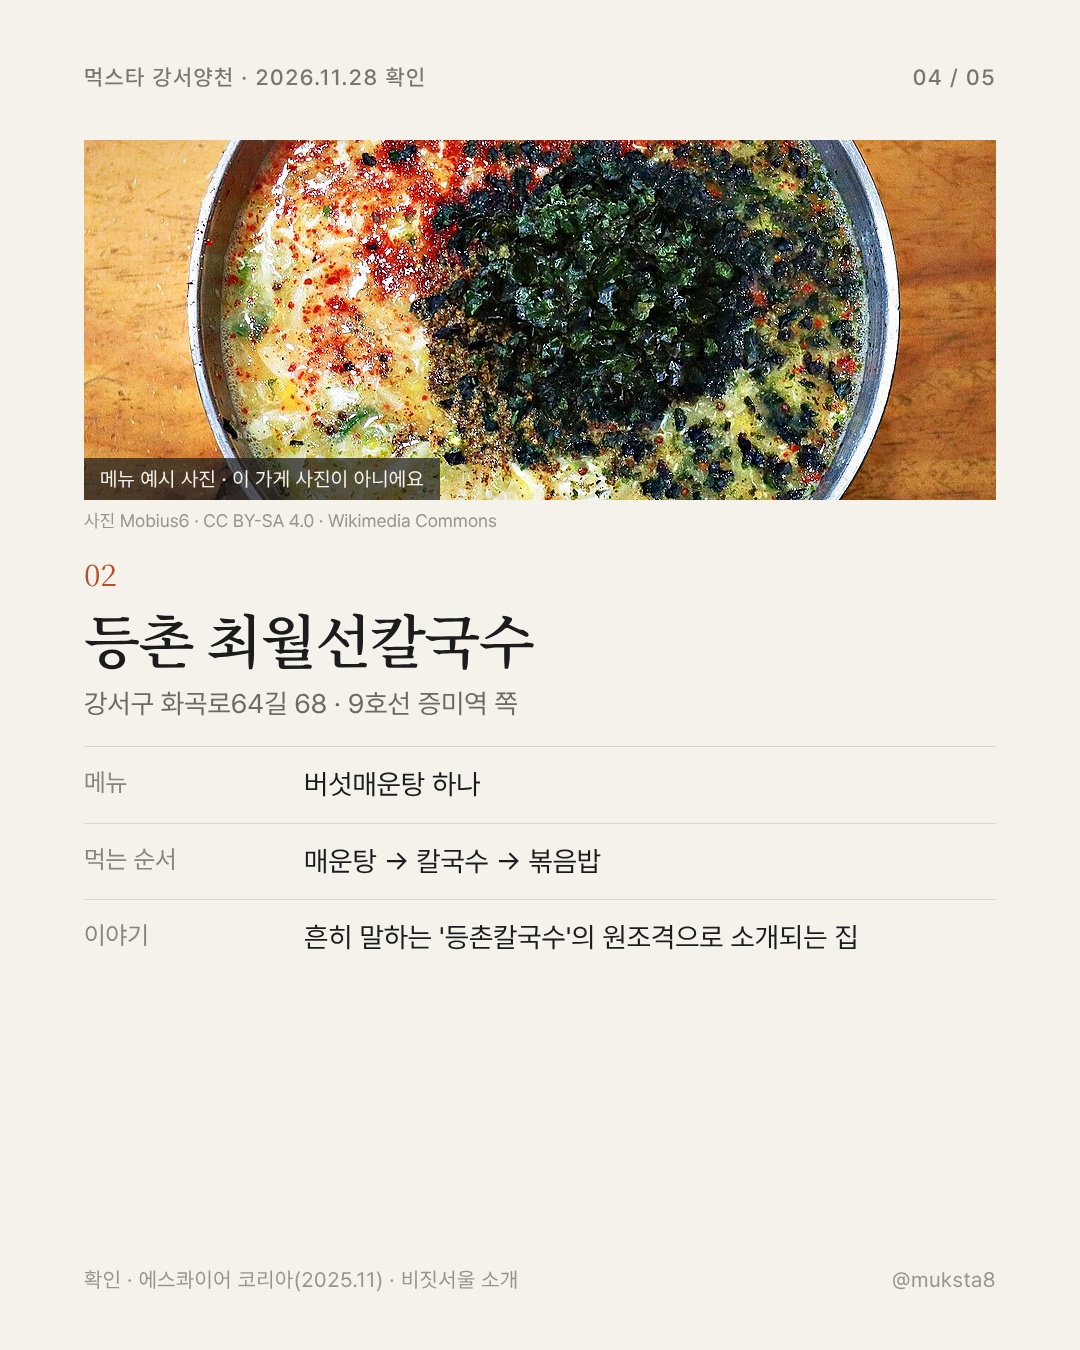 먹스타 강서양천 · 2026.11.28 확인
04 / 05
메뉴 예시 사진 · 이 가게 사진이 아니에요
사진 Mobius6 · CC BY-SA 4.0 · Wikimedia Commons
02
등촌 최월선칼국수
강서구 화곡로64길 68 · 9호선 증미역 쪽
메뉴 버섯매운탕 하나
먹는 순서 매운탕 → 칼국수 → 볶음밥
이야기 흔히 말하는 '등촌칼국수'의 원조격으로 소개되는 집
확인 · 에스콰이어 코리아(2025.11) · 비짓서울 소개
@muksta8